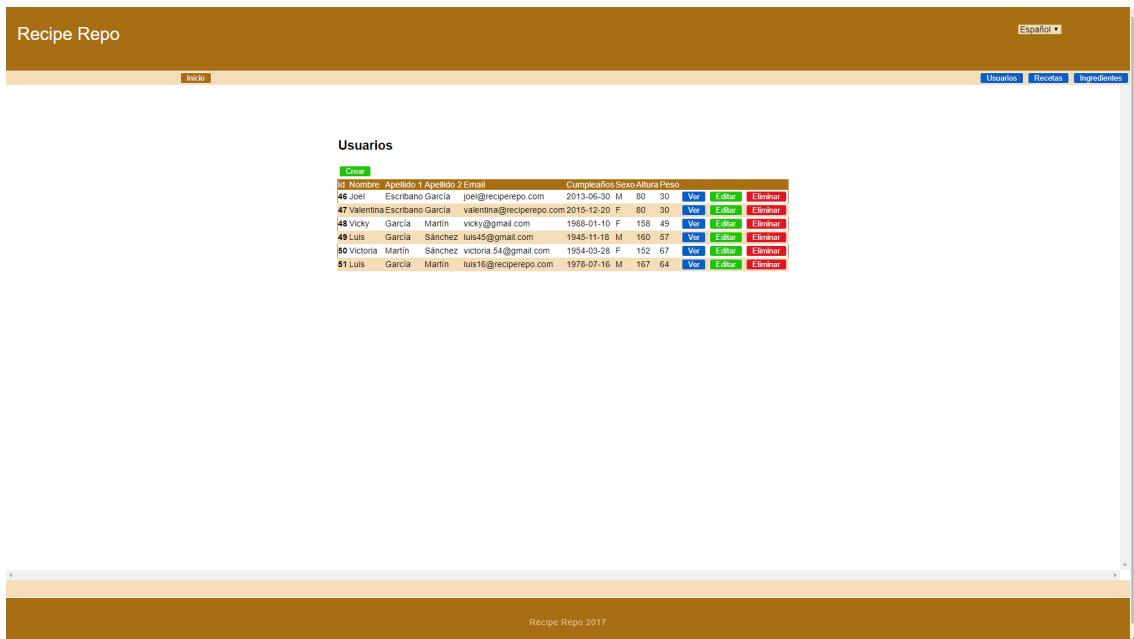 Recipe Repo
Español
Inicio Usuarios Recetas Ingredientes
Usuarios
Crear
Id Nombre Apellido 1 Apellido 2 Email Cumpleaños Sexo Altura Peso
46 Joel Escribano García joel@reciperepo.com 2013-06-30 M 80 30 Ver Editar Eliminar
47 Valentina Escribano García valentina@reciperepo.com 2015-12-20 F 80 30 Ver Editar Eliminar
48 Vicky García Martín vicky@gmail.com 1988-01-10 F 158 49 Ver Editar Eliminar
49 Luis García Sánchez luis45@gmail.com 1945-11-18 M 160 57 Ver Editar Eliminar
50 Victoria Martín Sánchez victoria.54@gmail.com 1954-03-28 F 152 67 Ver Editar Eliminar
51 Luis García Martín luis16@reciperepo.com 1978-07-16 M 167 64 Ver Editar Eliminar
Recipe Repo 2017